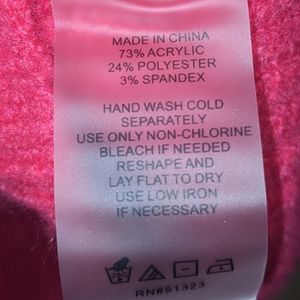 MADE IN CHINA
73% ACRYLIC
24% POLYESTER
3% SPANDEX
HAND WASH COLD
SEPARATELY
USE ONLY NON-CHLORINE
BLEACH IF NEEDED
RESHAPE AND
LAY FLAT TO DRY
USE LOW IRON
IF NECESSARY
RN#51323